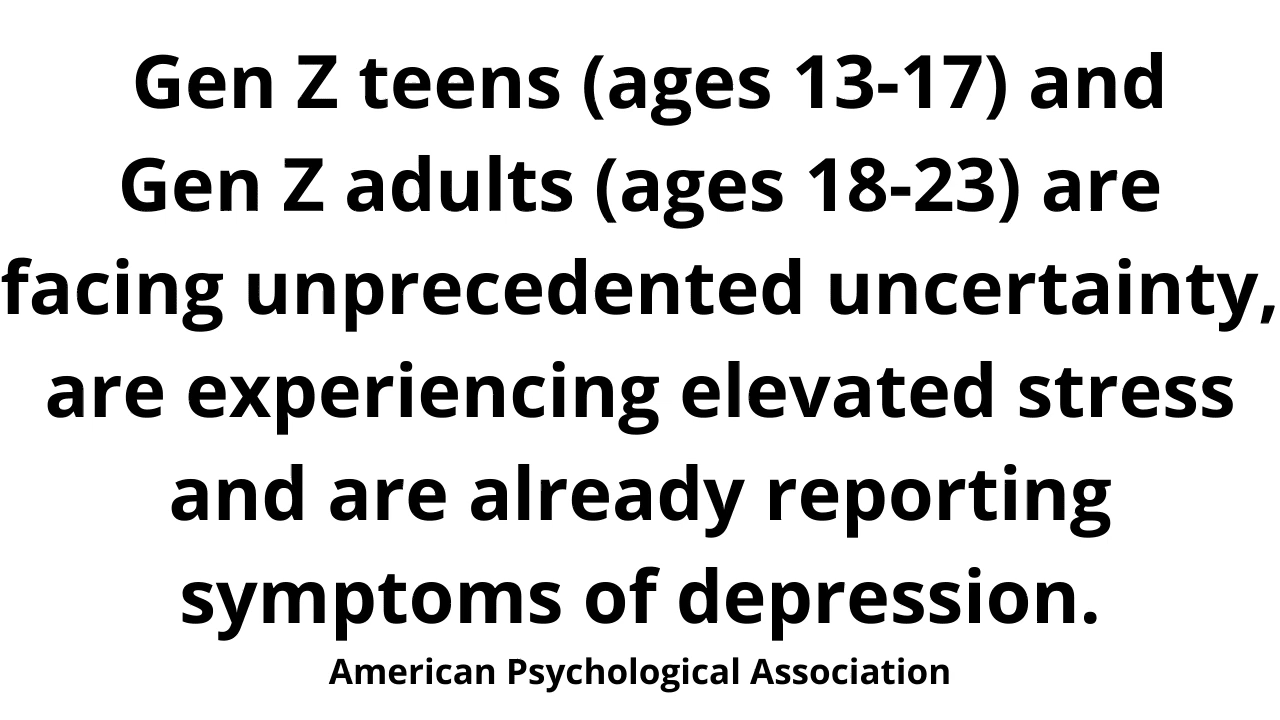 Gen Z teens (ages 13-17) and
Gen Z adults (ages 18-23) are
facing unprecedented uncertainty,
are experiencing elevated stress
and are already reporting
symptoms of depression.
American Psychological Association